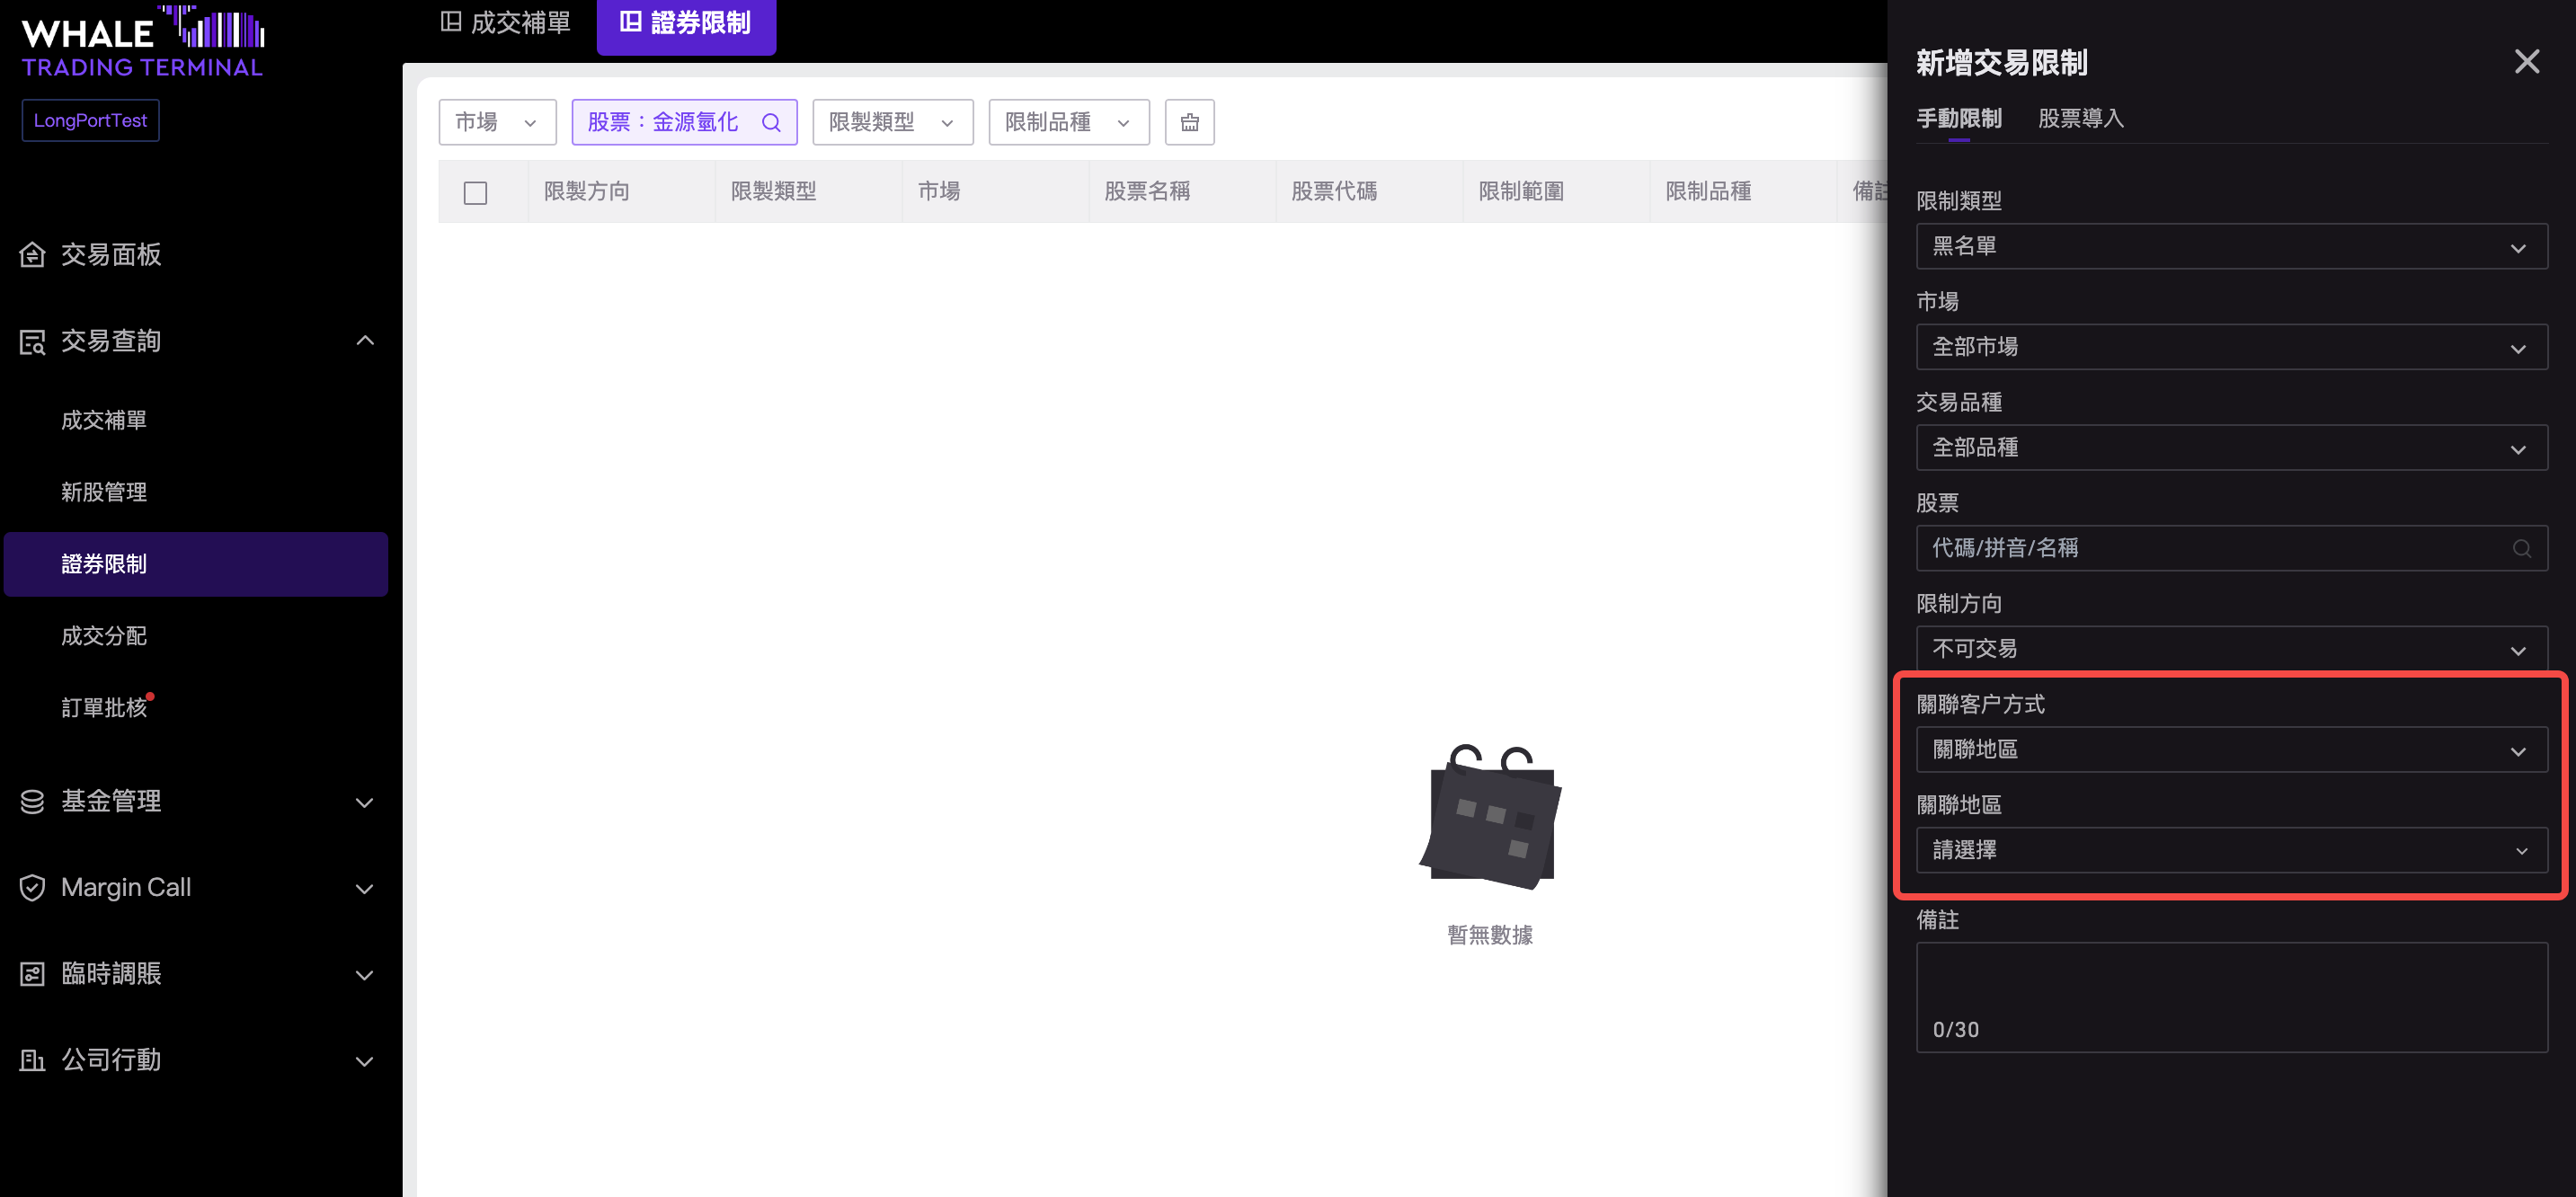 WHALE
TRADING TERMINAL
LongPortTest
交易面板
交易查詢
成交補單
新股管理
證券限制
成交分配
訂單批核
基金管理
Margin Call
臨時調賬
公司行動
成交補單
證券限制
市場
股票：金源氫化
限製類型
限制品種
限製方向
限製類型
市場
股票名稱
股票代碼
限制範圍
限制品種
備註
暫無數據
新增交易限制
手動限制
股票導入
限制類型
黑名單
市場
全部市場
交易品種
全部品種
股票
代碼/拼音/名稱
限制方向
不可交易
關聯客户方式
關聯地區
關聯地區
請選擇
備註
0/30